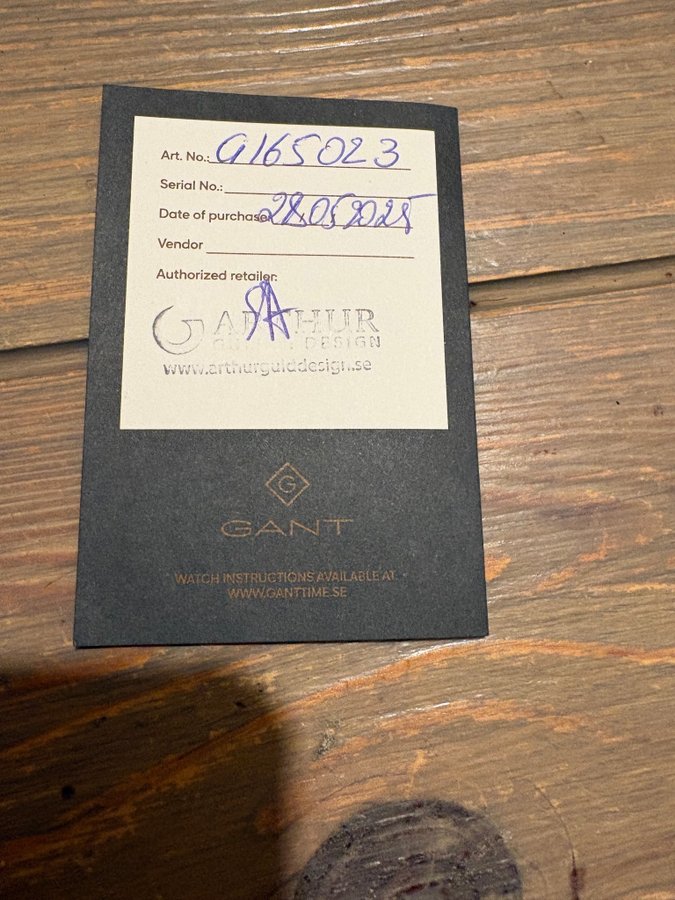 Art. No.: G165023
Serial No.:
Date of purchase: 28.05.2025
Vendor
Authorized retailer:
ARTHUR
DESIGN
www.arthurgulddesign.se
G
GANT
WATCH INSTRUCTIONS AVAILABLE AT
WWW.GANTTIME.SE